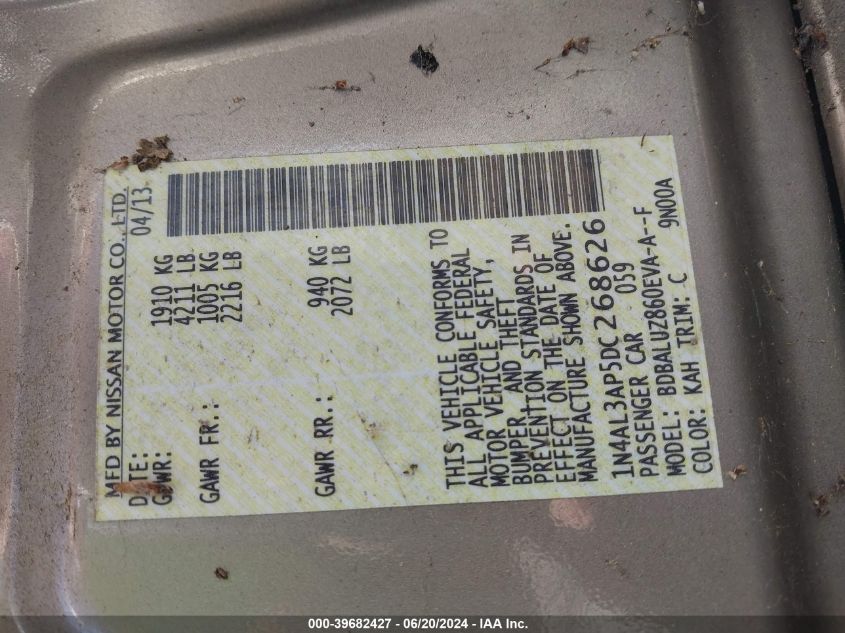 MFD BY NISSAN MOTOR CO., LTD.
DATE: 04/13
GVWR: 1910 KG
4211 LB
GAWR FR.: 1005 KG
2216 LB
GAWR RR.: 940 KG
2072 LB
THIS VEHICLE CONFORMS TO
ALL APPLICABLE FEDERAL
MOTOR VEHICLE SAFETY,
BUMPER, AND THEFT
PREVENTION STANDARDS IN
EFFECT ON THE DATE OF
MANUFACTURE SHOWN ABOVE.
1N4AL3AP5DC268626
PASSENGER CAR 059
MODEL: BDBALUZ860EVA-A--F
COLOR: KAH TRIM: C 9N00A
000-39682427 - 06/20/2024 - IAA Inc.